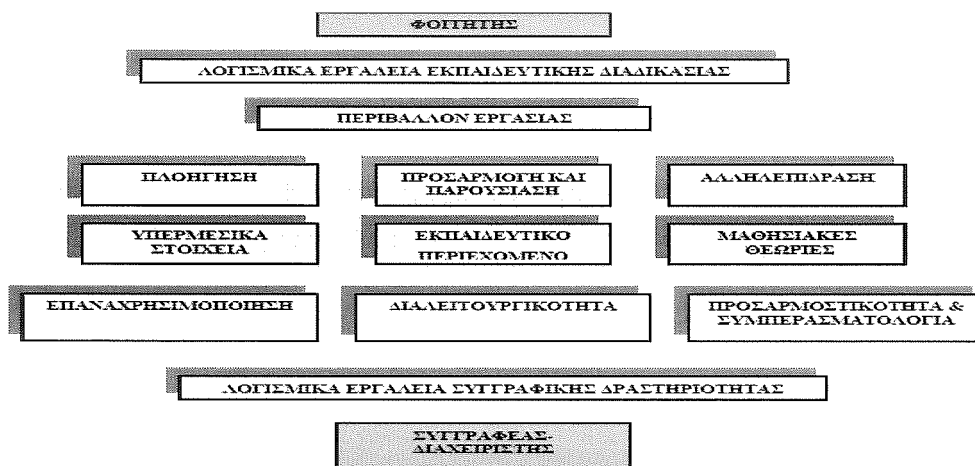 ΦΟΙΤΗΤΗΣ
ΛΟΓΙΣΜΙΚΑ ΕΡΓΑΛΕΙΑ ΕΚΠΑΙΔΕΥΤΙΚΗΣ ΔΙΑΔΙΚΑΣΙΑΣ
ΠΕΡΙΒΑΛΛΟΝ ΕΡΓΑΣΙΑΣ
ΠΛΟΗΓΗΣΗ
ΠΡΟΣΑΡΜΟΓΗ ΚΑΙ
ΠΑΡΟΥΣΙΑΣΗ
ΑΛΛΗΛΕΠΙΔΡΑΣΗ
ΥΠΕΡΜΕΣΙΚΑ
ΣΤΟΙΧΕΙΑ
ΕΚΠΑΙΔΕΥΤΙΚΟ
ΠΕΡΙΕΧΟΜΕΝΟ
ΜΑΘΗΣΙΑΚΕΣ
ΘΕΩΡΙΕΣ
ΕΠΑΝΑΧΡΗΣΙΜΟΠΟΙΗΣΗ
ΔΙΑΛΕΙΤΟΥΡΓΙΚΟΤΗΤΑ
ΠΡΟΣΑΡΜΟΣΤΙΚΟΤΗΤΑ &
ΣΥΜΠΕΡΑΣΜΑΤΟΛΟΓΙΑ
ΛΟΓΙΣΜΙΚΑ ΕΡΓΑΛΕΙΑ ΣΥΓΓΡΑΦΙΚΗΣ ΔΡΑΣΤΗΡΙΟΤΗΤΑΣ
ΣΥΓΓΡΑΦΕΑΣ-
ΔΙΑΧΕΙΡΙΣΤΗΣ